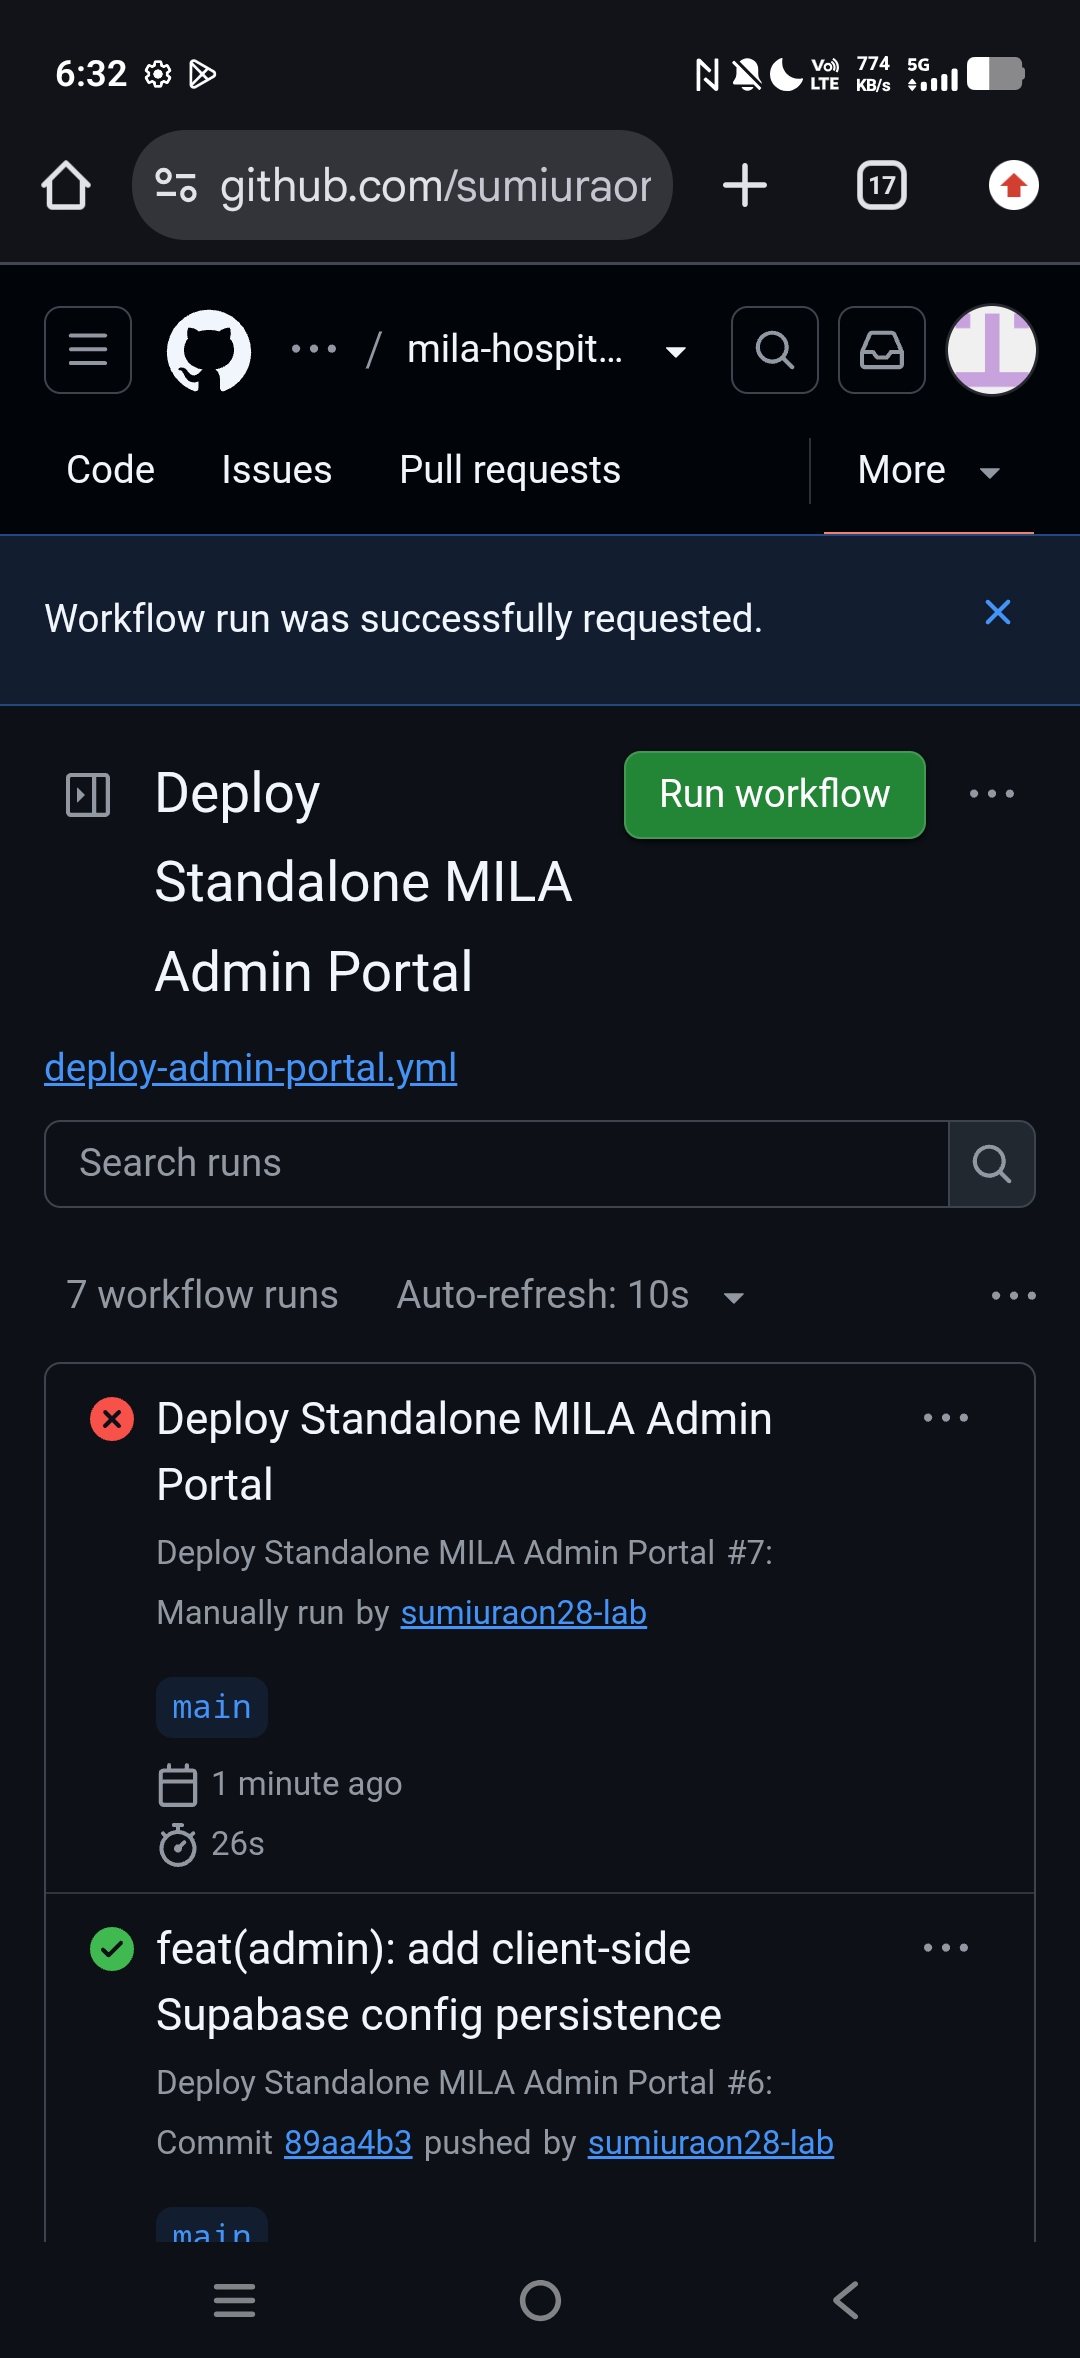 6:32
Vo)) LTE
774 KB/s
5G
github.com/sumiuraor
17
/ mila-hospit...
Code Issues Pull requests More
Workflow run was successfully requested.
Deploy
Standalone MILA
Admin Portal
Run workflow
deploy-admin-portal.yml
Search runs
7 workflow runs Auto-refresh: 10s
Deploy Standalone MILA Admin
Portal
Deploy Standalone MILA Admin Portal #7:
Manually run by sumiuraon28-lab
main
1 minute ago
26s
feat(admin): add client-side
Supabase config persistence
Deploy Standalone MILA Admin Portal #6:
Commit 89aa4b3 pushed by sumiuraon28-lab
main